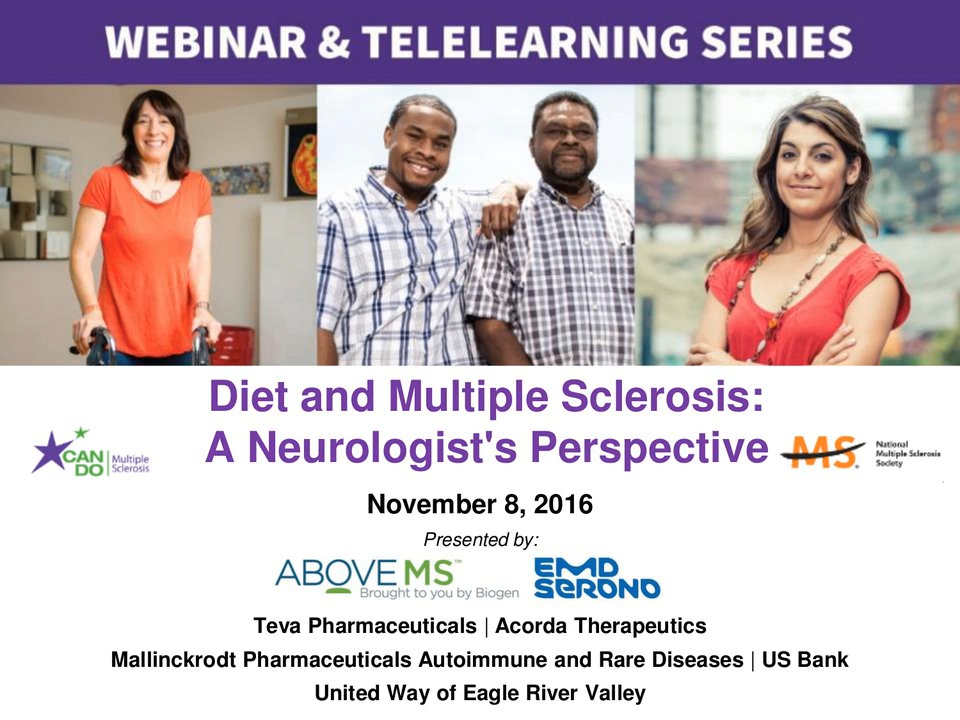 WEBINAR & TELELEARNING SERIES
Diet and Multiple Sclerosis:
A Neurologist's Perspective
CAN DO Multiple Sclerosis
MS National Multiple Sclerosis Society
November 8, 2016
Presented by:
ABOVE MS™
Brought to you by Biogen
EMD SERONO
Teva Pharmaceuticals | Acorda Therapeutics
Mallinckrodt Pharmaceuticals Autoimmune and Rare Diseases | US Bank
United Way of Eagle River Valley